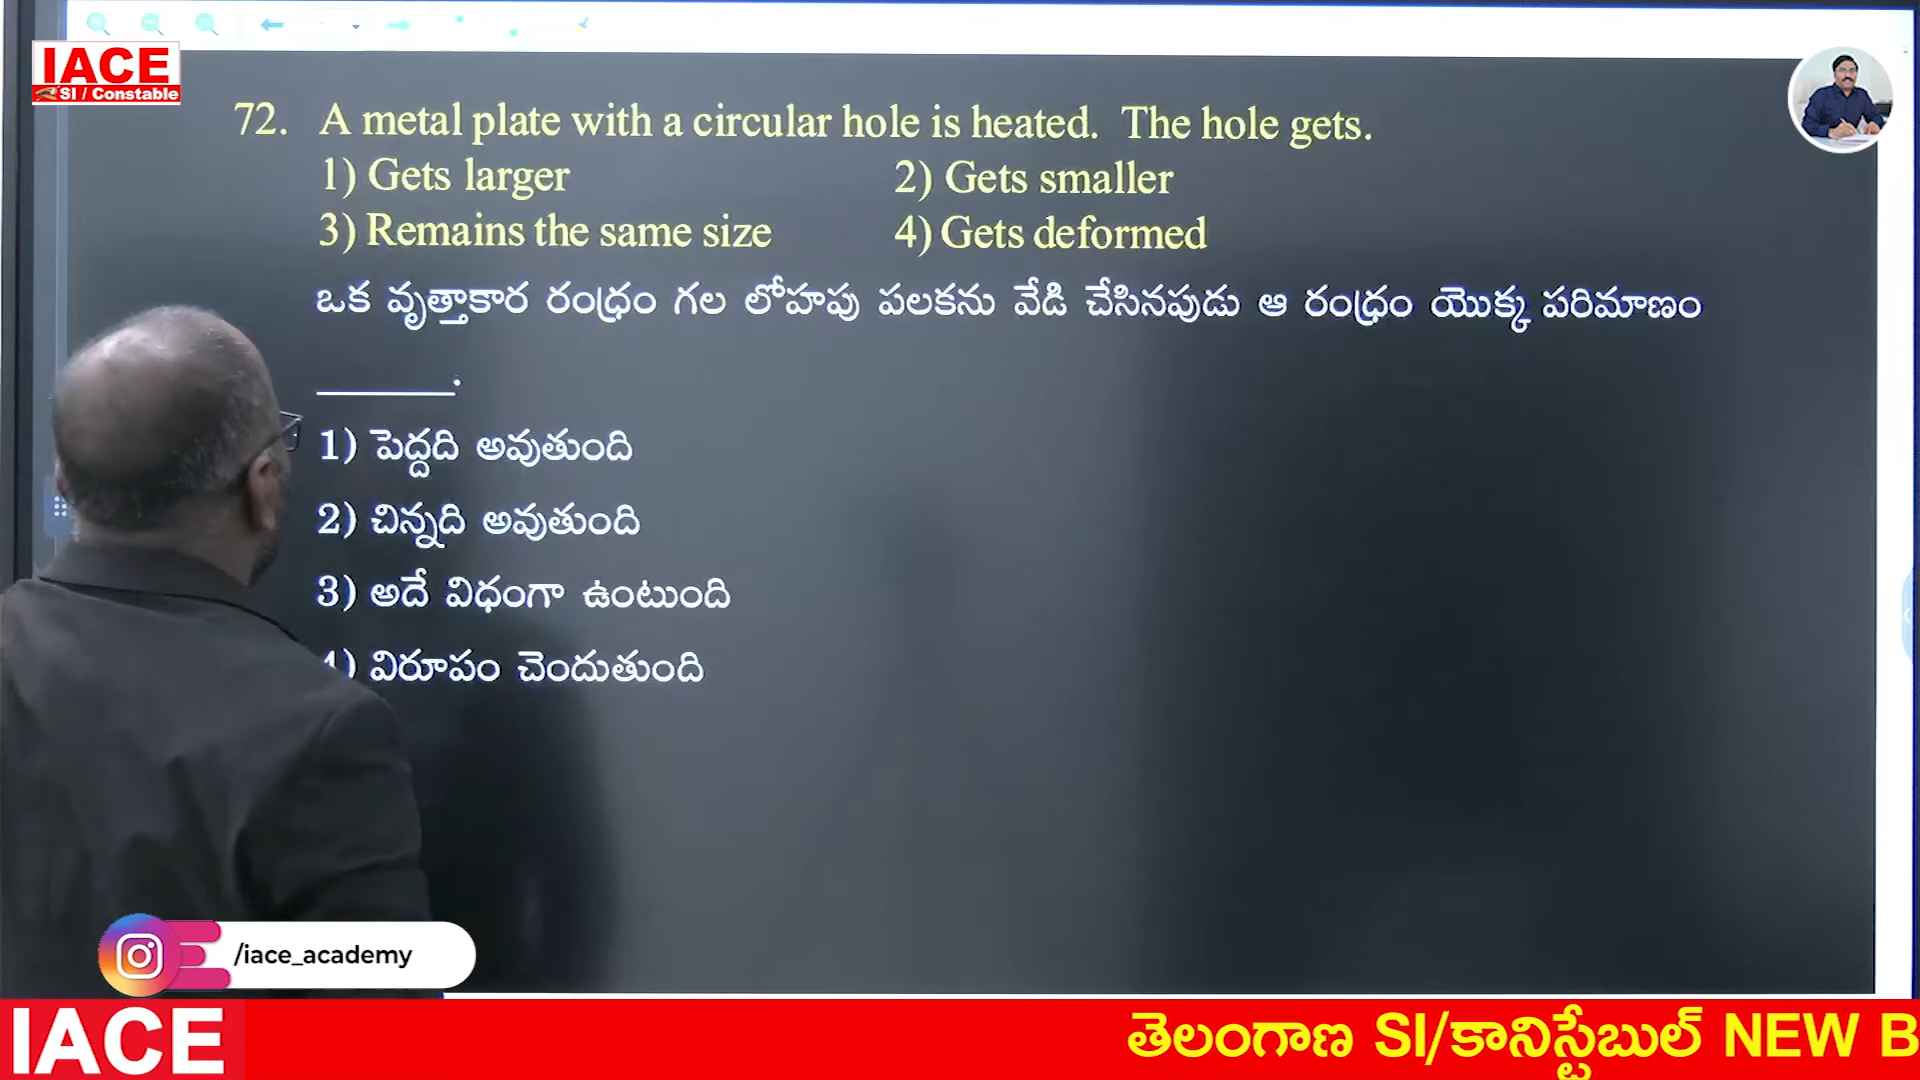 IACE
SI / Constable
72. A metal plate with a circular hole is heated. The hole gets.
1) Gets larger 2) Gets smaller
3) Remains the same size 4) Gets deformed
ఒక వృత్తాకార రంధ్రం గల లోహపు పలకను వేడి చేసినపుడు ఆ రంధ్రం యొక్క పరిమాణం
_______.
1) పెద్దది అవుతుంది
2) చిన్నది అవుతుంది
3) అదే విధంగా ఉంటుంది
4) విరూపం చెందుతుంది
/iace_academy
IACE తెలంగాణ SI/కానిస్టేబుల్ NEW B